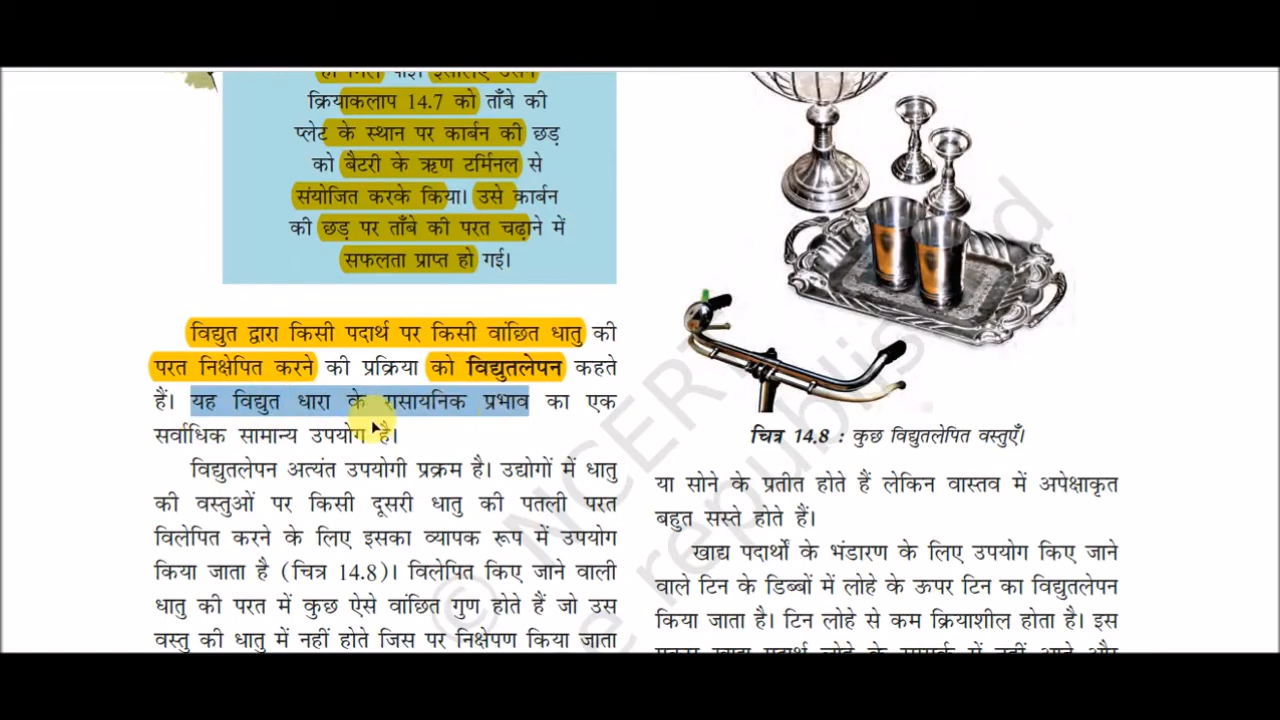 क्रियाकलाप 14.7 को ताँबे की
प्लेट के स्थान पर कार्बन की छड़
को बैटरी के ऋण टर्मिनल से
संयोजित करके किया। उसे कार्बन
की छड़ पर ताँबे की परत चढ़ाने में
सफलता प्राप्त हो गई।
विद्युत द्वारा किसी पदार्थ पर किसी वांछित धातु की
परत निक्षेपित करने की प्रक्रिया को विद्युतलेपन कहते
हैं। यह विद्युत धारा के रासायनिक प्रभाव का एक
सर्वाधिक सामान्य उपयोग है।
विद्युतलेपन अत्यंत उपयोगी प्रक्रम है। उद्योगों में धातु
की वस्तुओं पर किसी दूसरी धातु की पतली परत
विलेपित करने के लिए इसका व्यापक रूप में उपयोग
किया जाता है (चित्र 14.8)। विलेपित किए जाने वाली
धातु की परत में कुछ ऐसे वांछित गुण होते हैं जो उस
वस्तु की धातु में नहीं होते जिस पर निक्षेपण किया जाता
चित्र 14.8 : कुछ विद्युतलेपित वस्तुएँ।
या सोने के प्रतीत होते हैं लेकिन वास्तव में अपेक्षाकृत
बहुत सस्ते होते हैं।
खाद्य पदार्थों के भंडारण के लिए उपयोग किए जाने
वाले टिन के डिब्बों में लोहे के ऊपर टिन का विद्युतलेपन
किया जाता है। टिन लोहे से कम क्रियाशील होता है। इस
© NCERT
republished